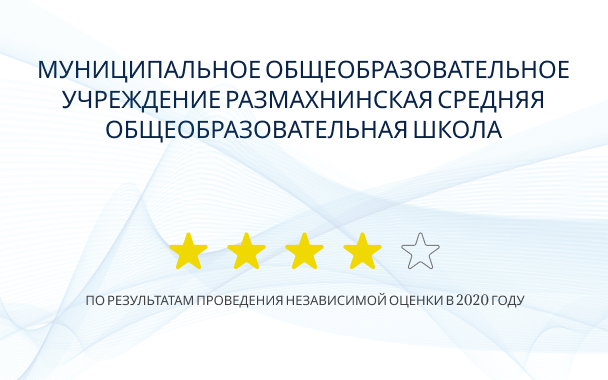 МУНИЦИПАЛЬНОЕ ОБЩЕОБРАЗОВАТЕЛЬНОЕ
УЧРЕЖДЕНИЕ РАЗМАХНИНСКАЯ СРЕДНЯЯ
ОБЩЕОБРАЗОВАТЕЛЬНАЯ ШКОЛА
ПО РЕЗУЛЬТАТАМ ПРОВЕДЕНИЯ НЕЗАВИСИМОЙ ОЦЕНКИ В 2020 ГОДУ